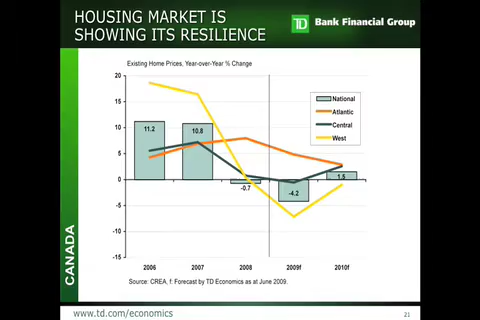 HOUSING MARKET IS
SHOWING ITS RESILIENCE
TD Bank Financial Group
Existing Home Prices, Year-over-Year % Change
20
15
10
5
0
-5
-10
-15
11.2
10.8
-0.7
-4.2
1.5
National
Atlantic
Central
West
2006 2007 2008 2009f 2010f
Source: CREA, f: Forecast by TD Economics as at June 2009.
CANADA
www.td.com/economics
21